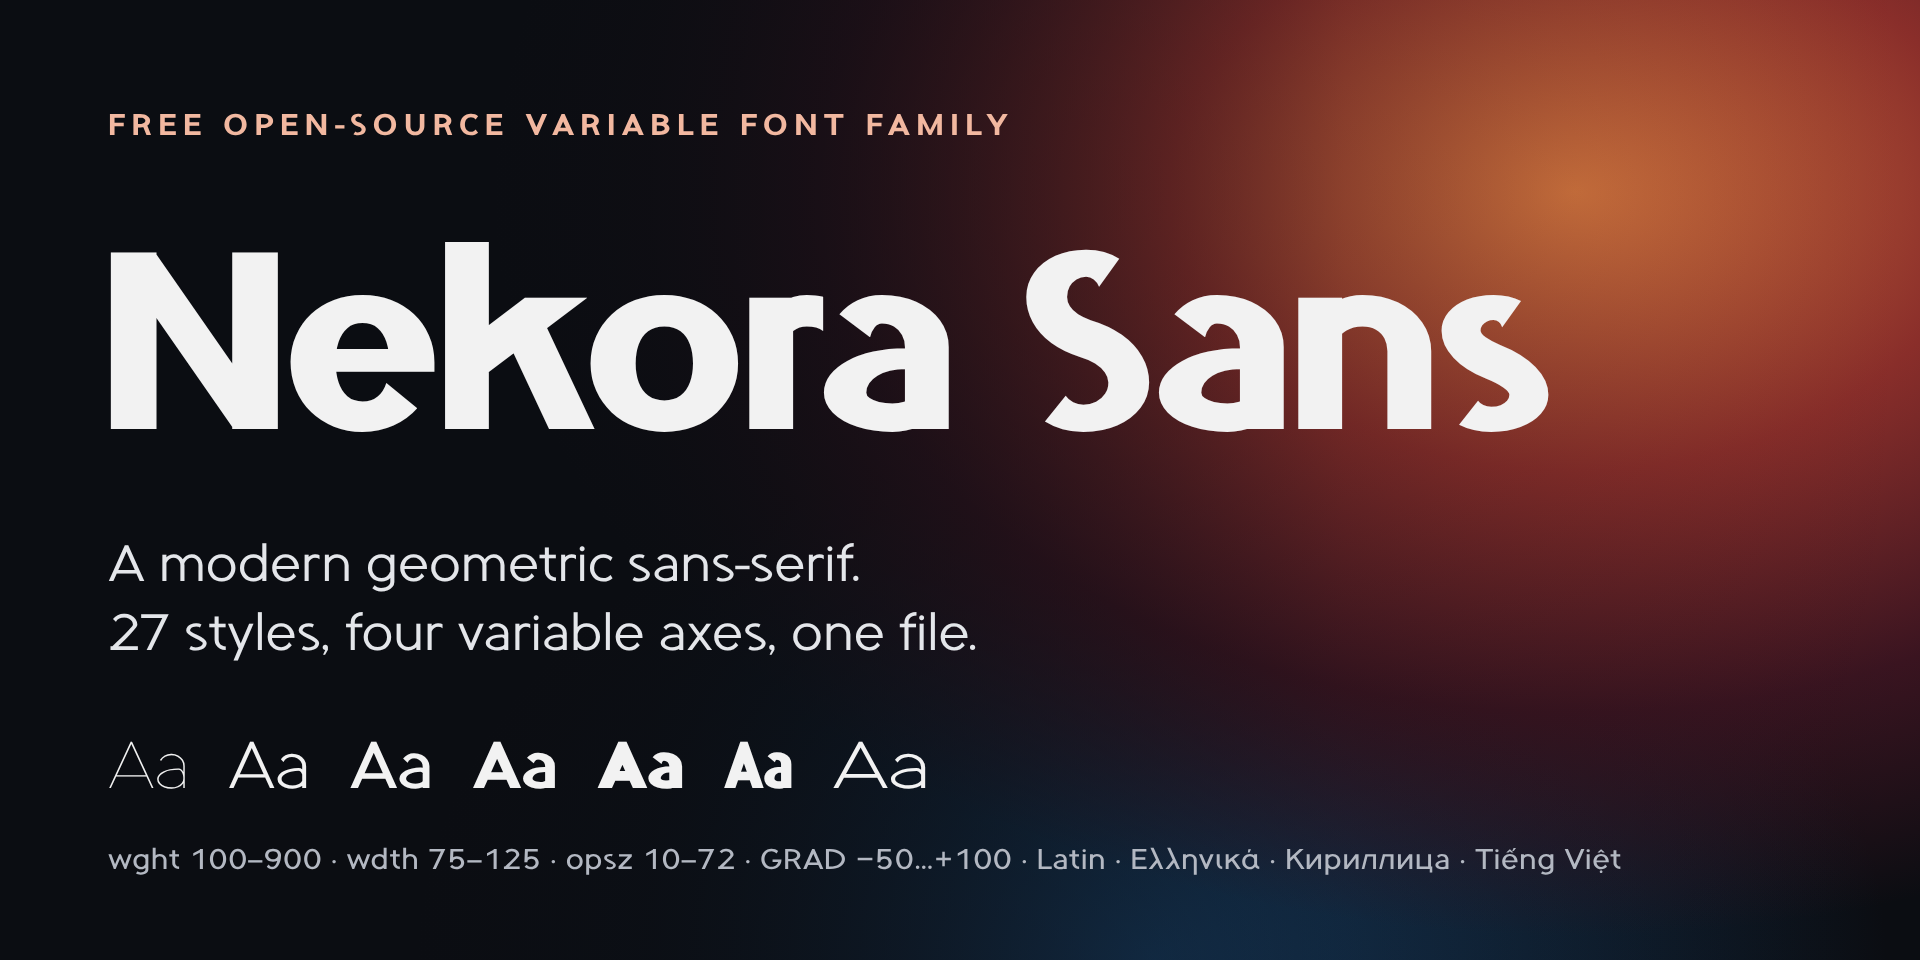 FREE OPEN-SOURCE VARIABLE FONT FAMILY
Nekora Sans
A modern geometric sans-serif.
27 styles, four variable axes, one file.
Aa Aa Aa Aa Aa Aa Aa
wght 100–900 · wdth 75–125 · opsz 10–72 · GRAD −50…+100 · Latin · Ελληνικά · Кириллица · Tiếng Việt